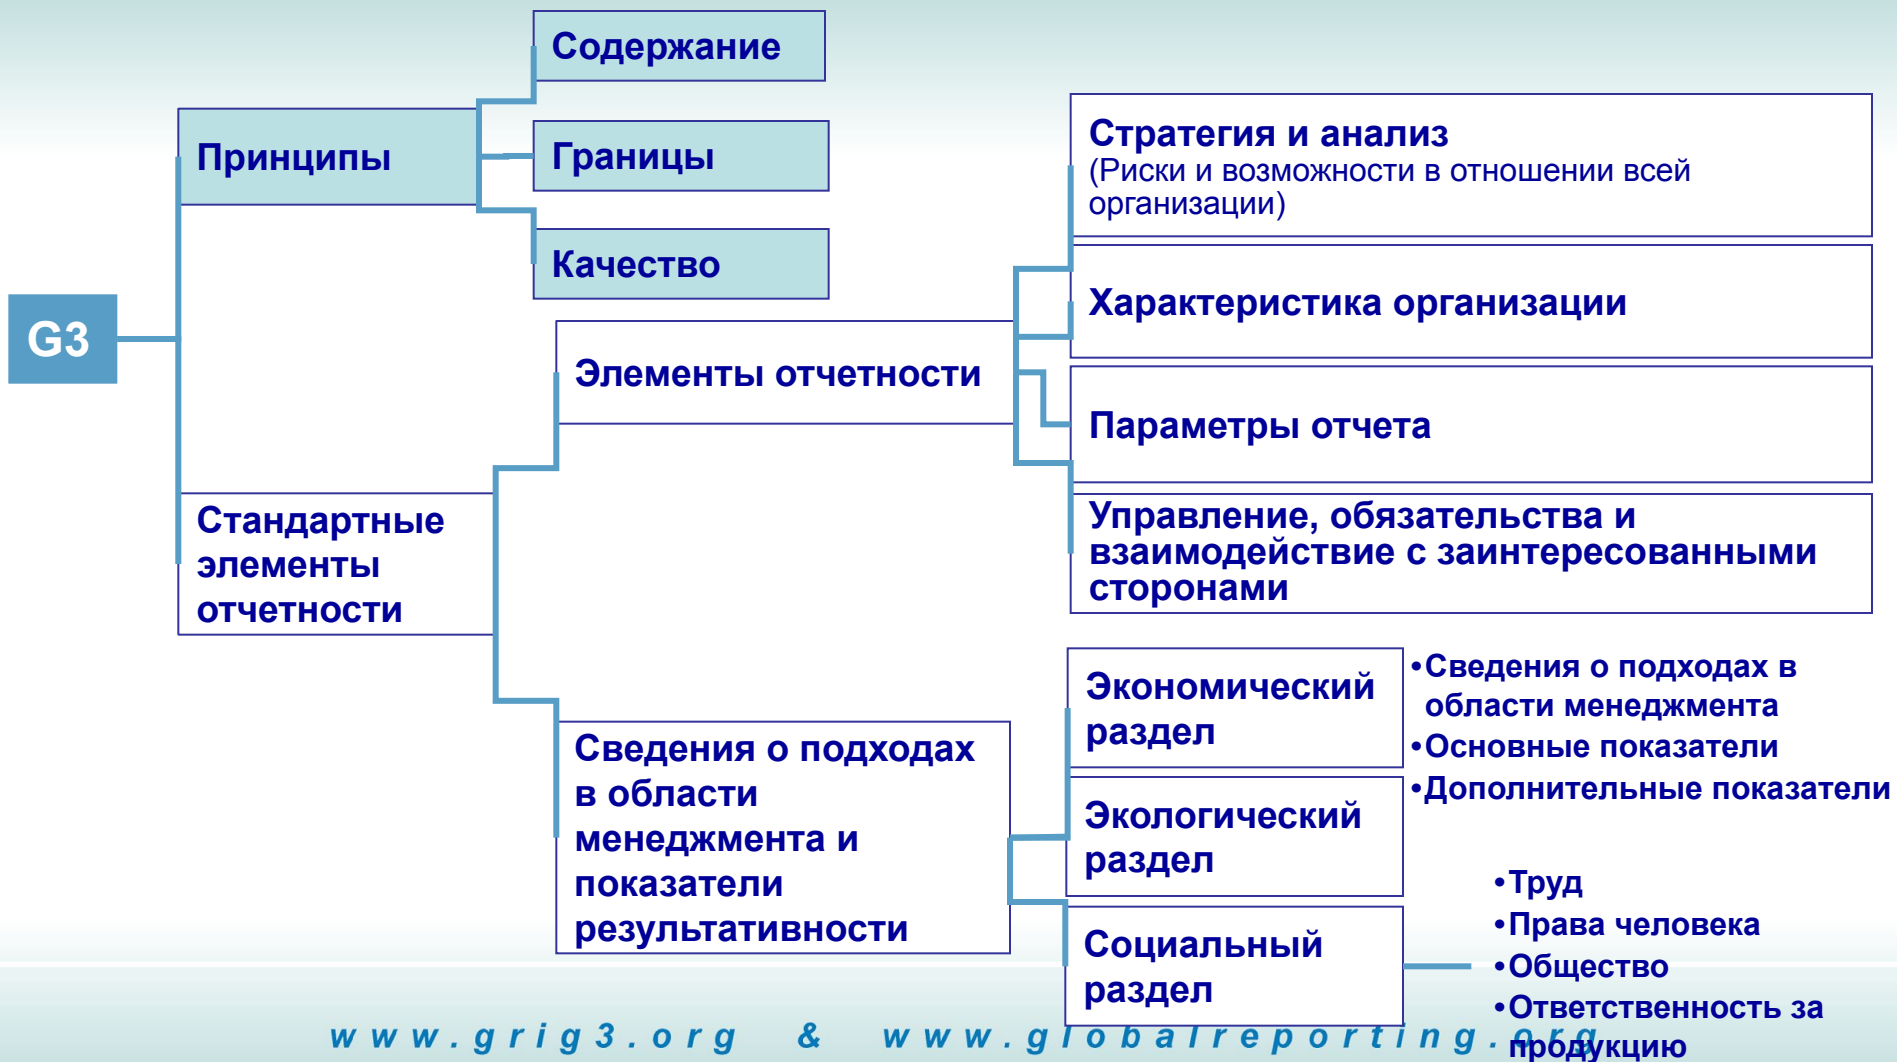 Содержание
Принципы
Границы
Качество
G3
Стратегия и анализ
(Риски и возможности в отношении всей
организации)
Характеристика организации
Элементы отчетности
Параметры отчета
Управление, обязательства и
взаимодействие с заинтересованными
сторонами
Стандартные
элементы
отчетности
Сведения о подходах
в области
менеджмента и
показатели
результативности
Экономический
раздел
•Сведения о подходах в
области менеджмента
•Основные показатели
•Дополнительные показатели
Экологический
раздел
Социальный
раздел
•Труд
•Права человека
•Общество
•Ответственность за
продукцию
www.grig3.org & www.globalreporting.org